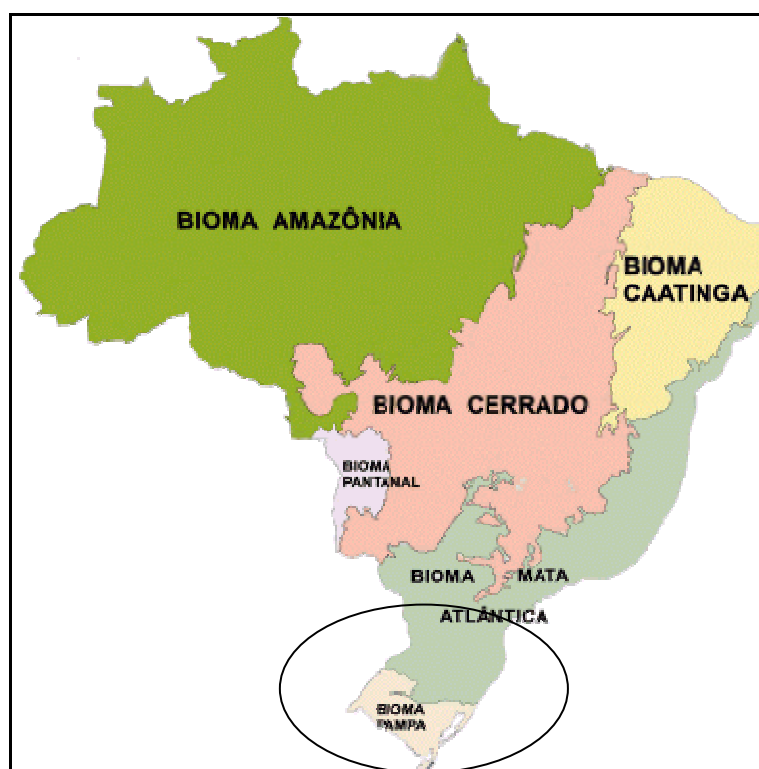 BIOMA AMAZÔNIA
BIOMA
CAATINGA
BIOMA CERRADO
BIOMA
PANTANAL
BIOMA MATA
ATLÂNTICA
BIOMA
PAMPA